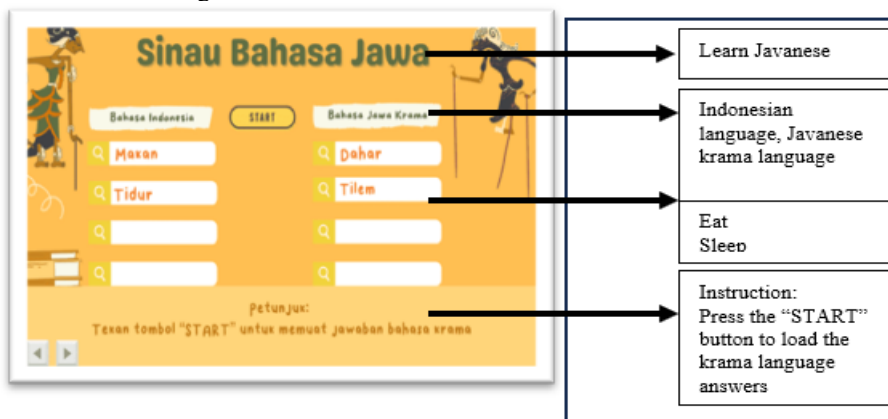 Sinau Bahasa Jawa
Bahasa Indonesia START Bahasa Jawa Krama
Makan Dahar
Tidur Tilem
Petunjuk:
Tekan tombol "START" untuk memuat jawaban bahasa krama
Learn Javanese
Indonesian
language, Javanese
krama language
Eat
Sleep
Instruction:
Press the “START”
button to load the
krama language
answers